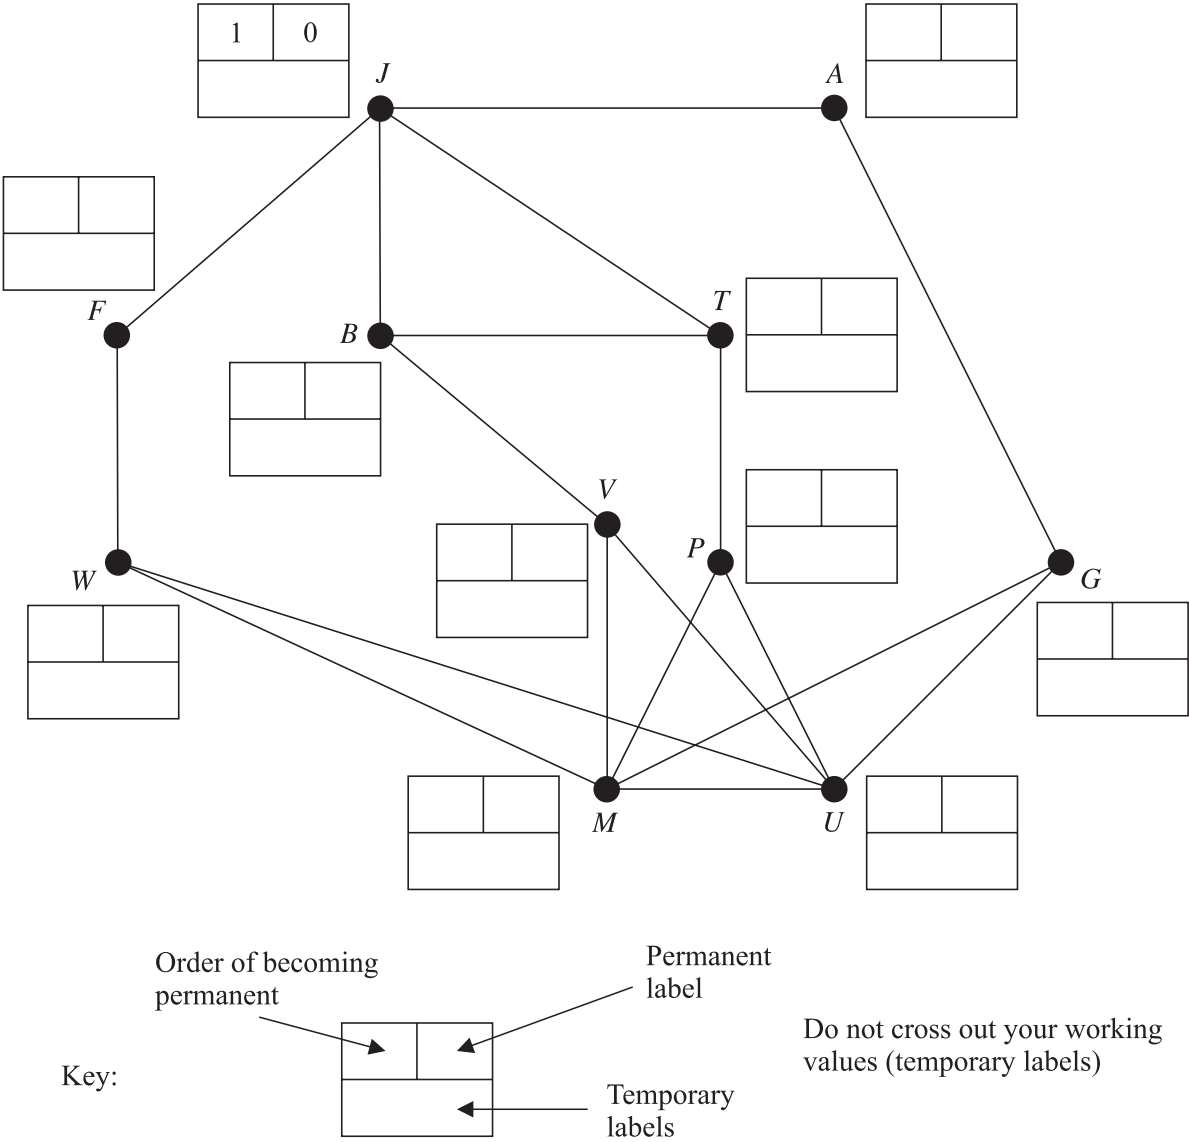 1 0
J
A
F
B
T
V
P
W
G
M
U
Order of becoming
permanent
Permanent
label
Do not cross out your working
values (temporary labels)
Key:
Temporary
labels